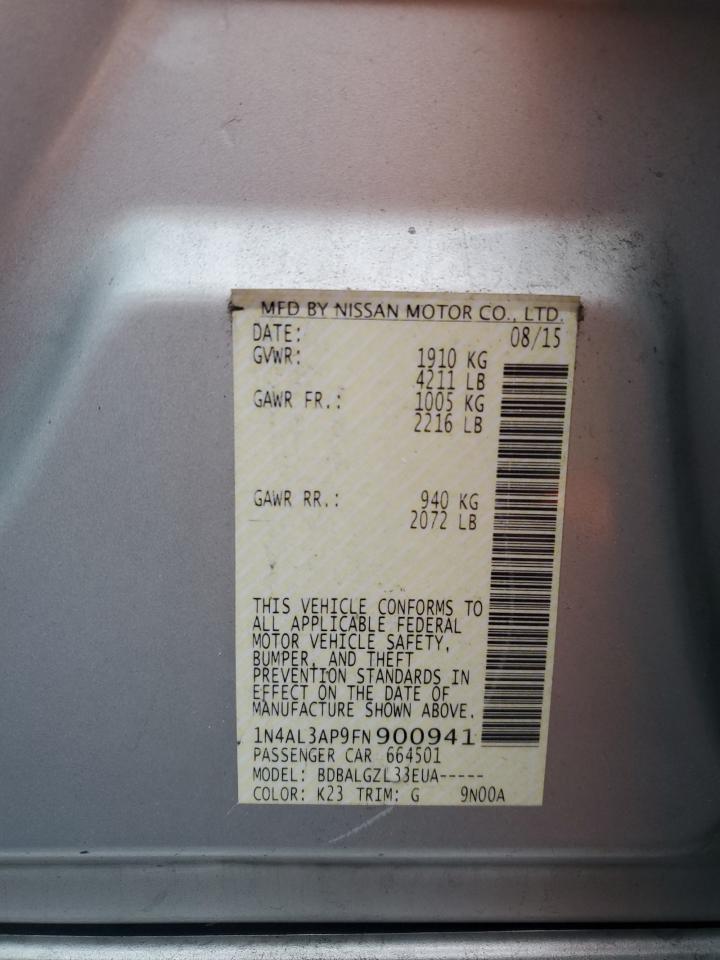 MFD BY NISSAN MOTOR CO., LTD.
DATE: 08/15
GVWR: 1910 KG
4211 LB
GAWR FR.: 1005 KG
2216 LB
GAWR RR.: 940 KG
2072 LB
THIS VEHICLE CONFORMS TO
ALL APPLICABLE FEDERAL
MOTOR VEHICLE SAFETY,
BUMPER, AND THEFT
PREVENTION STANDARDS IN
EFFECT ON THE DATE OF
MANUFACTURE SHOWN ABOVE.
1N4AL3AP9FN900941
PASSENGER CAR 664501
MODEL: BDBALGZL33EUA-----
COLOR: K23 TRIM: G 9N00A